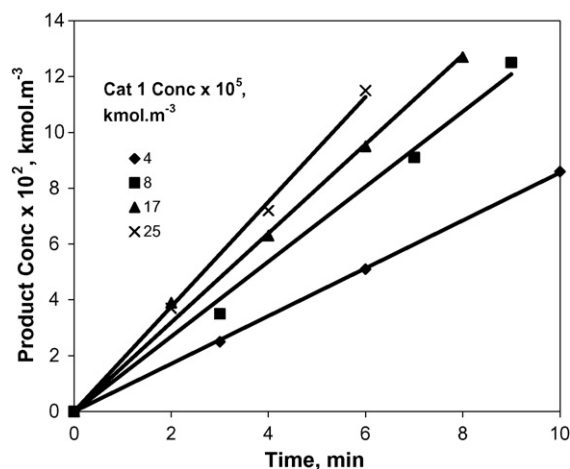 14
12
10
8
6
4
2
0
Product Conc x 10², kmol.m⁻³
Cat 1 Conc x 10⁵,
kmol.m⁻³
4
8
17
25
0 2 4 6 8 10
Time, min